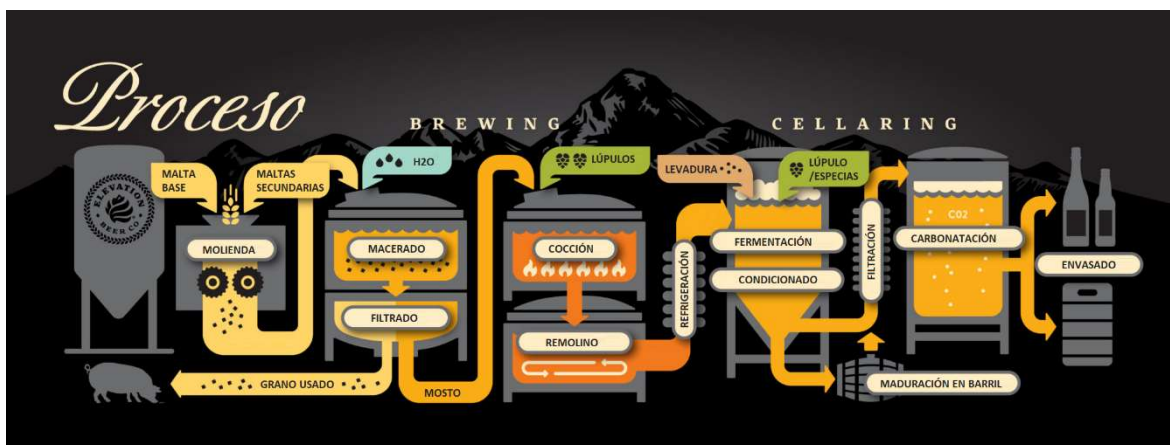 Proceso
BREWING
CELLARING
MALTA
BASE
MALTAS
SECUNDARIAS
H2O
LÚPULOS
LEVADURA
LÚPULO
/ESPECIAS
ELEVATION
BEER CO.
MOLIENDA
MACERADO
FILTRADO
COCCIÓN
REMOLINO
REFRIGERACIÓN
FERMENTACIÓN
CONDICIONADO
FILTRACIÓN
C02
CARBONATACIÓN
ENVASADO
GRANO USADO
MOSTO
MADURACIÓN EN BARRIL